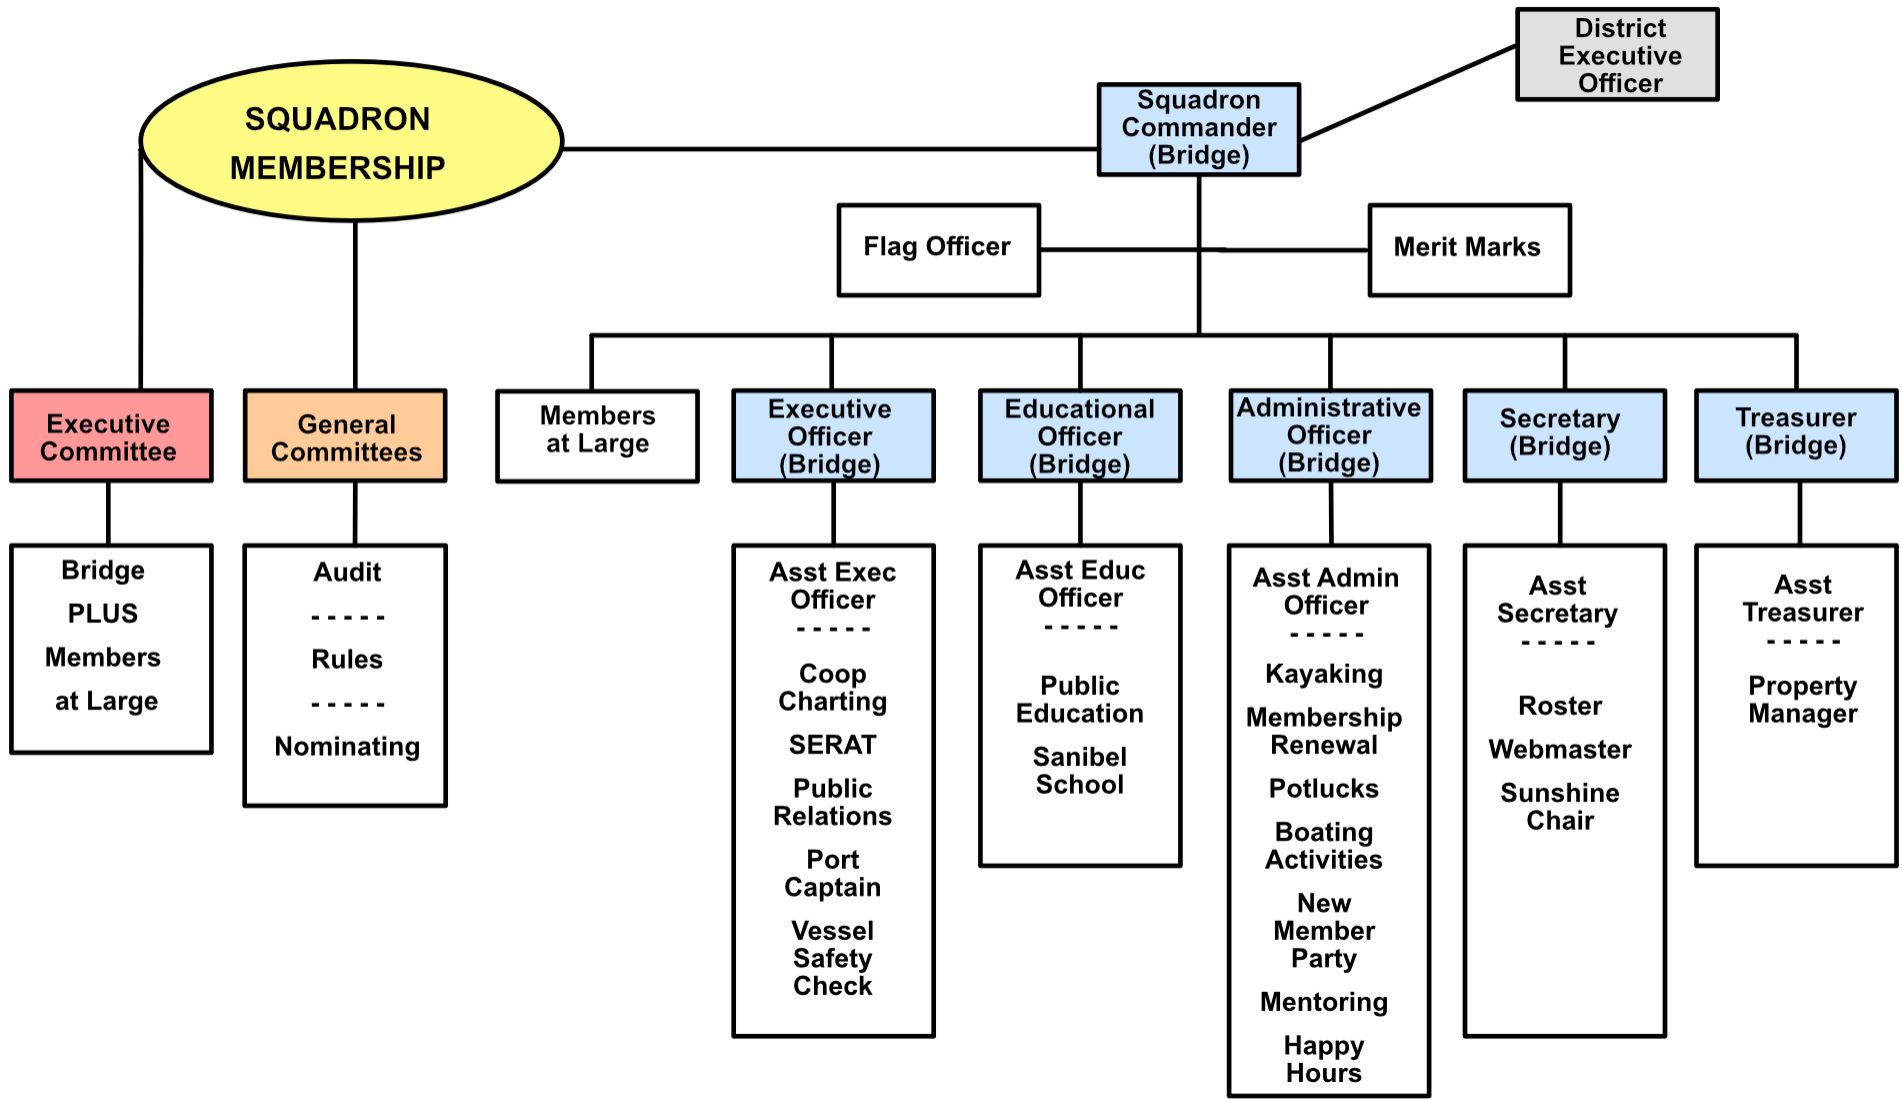 District
Executive
Officer
SQUADRON
MEMBERSHIP
Squadron
Commander
(Bridge)
Flag Officer
Merit Marks
Executive
Committee
General
Committees
Members
at Large
Executive
Officer
(Bridge)
Educational
Officer
(Bridge)
Administrative
Officer
(Bridge)
Secretary
(Bridge)
Treasurer
(Bridge)
Bridge
PLUS
Members
at Large
Audit
- - - - -
Rules
- - - - -
Nominating
Asst Exec
Officer
- - - - -
Coop
Charting
SERAT
Public
Relations
Port
Captain
Vessel
Safety
Check
Asst Educ
Officer
- - - - -
Public
Education
Sanibel
School
Asst Admin
Officer
- - - - -
Kayaking
Membership
Renewal
Potlucks
Boating
Activities
New
Member
Party
Mentoring
Happy
Hours
Asst
Secretary
- - - - -
Roster
Webmaster
Sunshine
Chair
Asst
Treasurer
- - - - -
Property
Manager